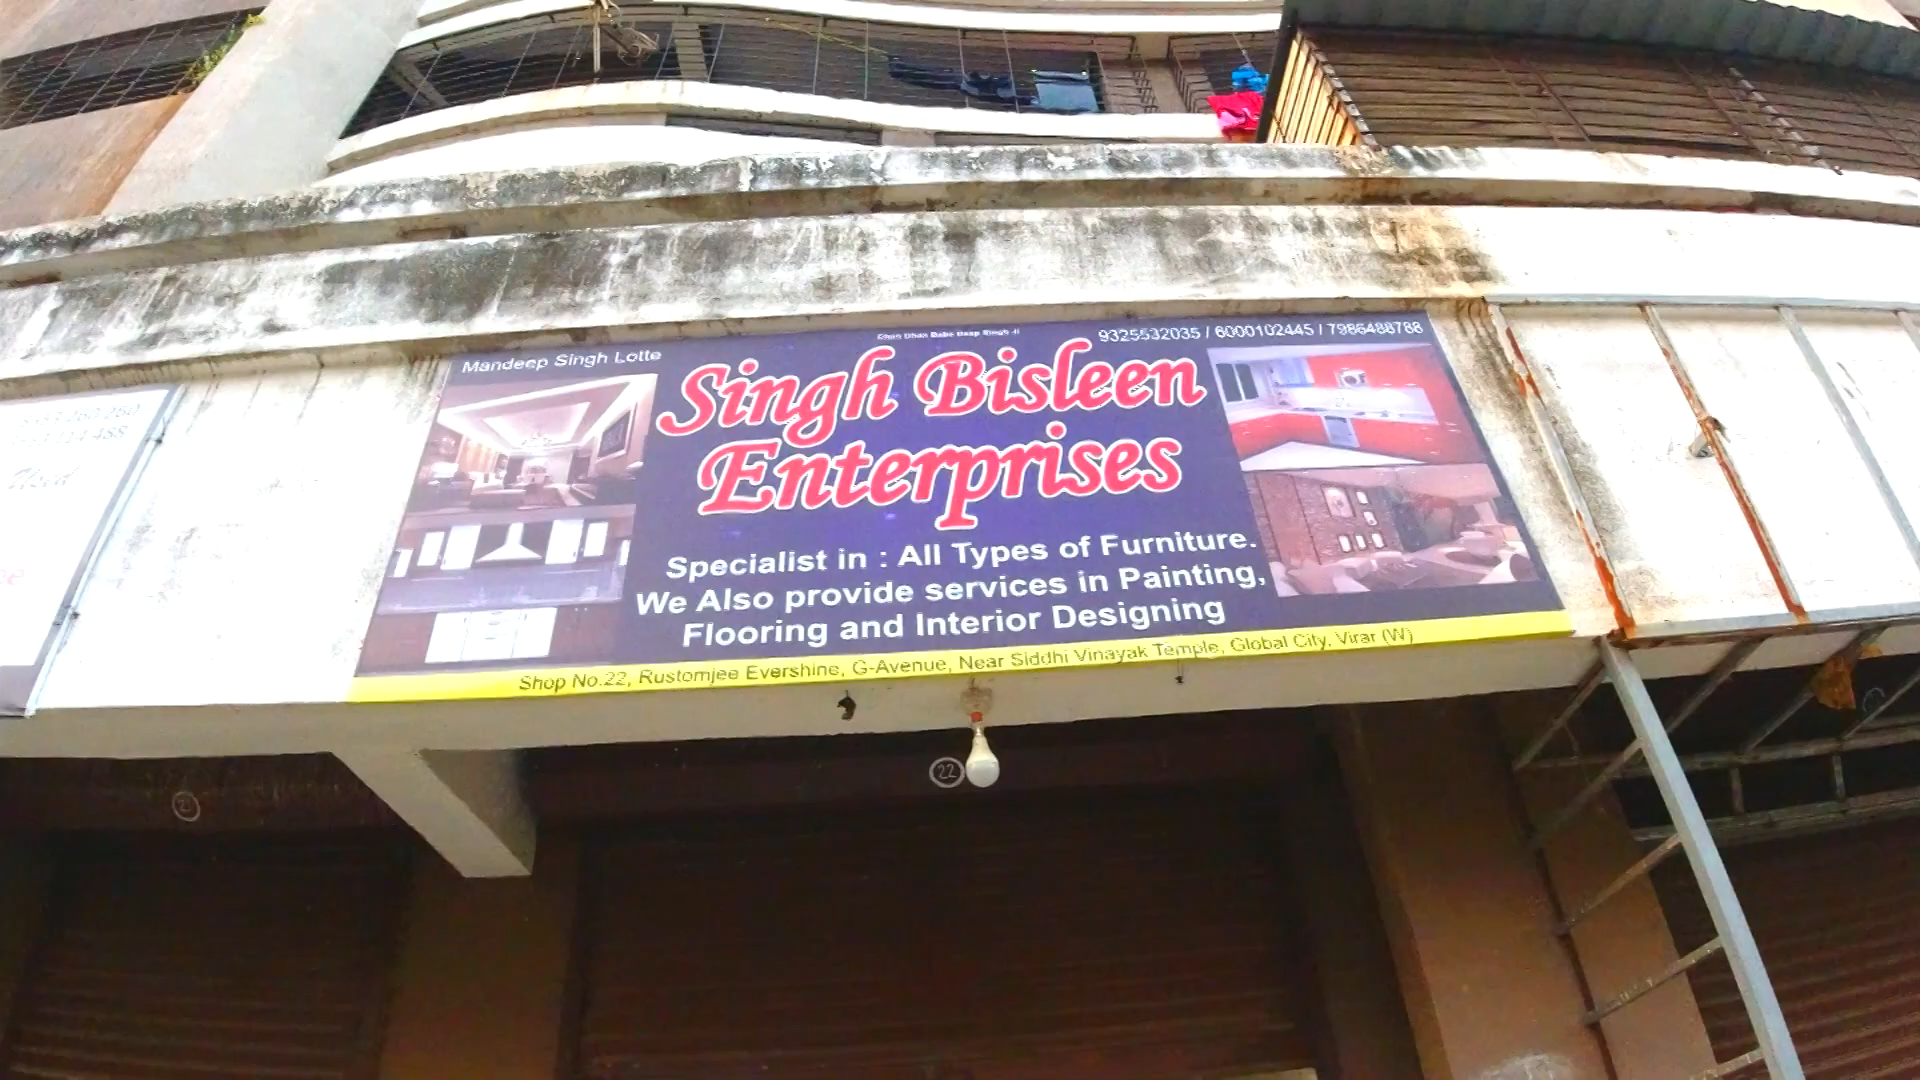 Dhan Dhan Baba Deep Singh Ji
9325532035 / 6000102445 / 7986488788
Mandeep Singh Lotte
Singh Bisleen
Enterprises
Specialist in : All Types of Furniture.
We Also provide services in Painting,
Flooring and Interior Designing
Shop No.22, Rustomjee Evershine, G-Avenue, Near Siddhi Vinayak Temple, Global City, Virar (W)
22
21